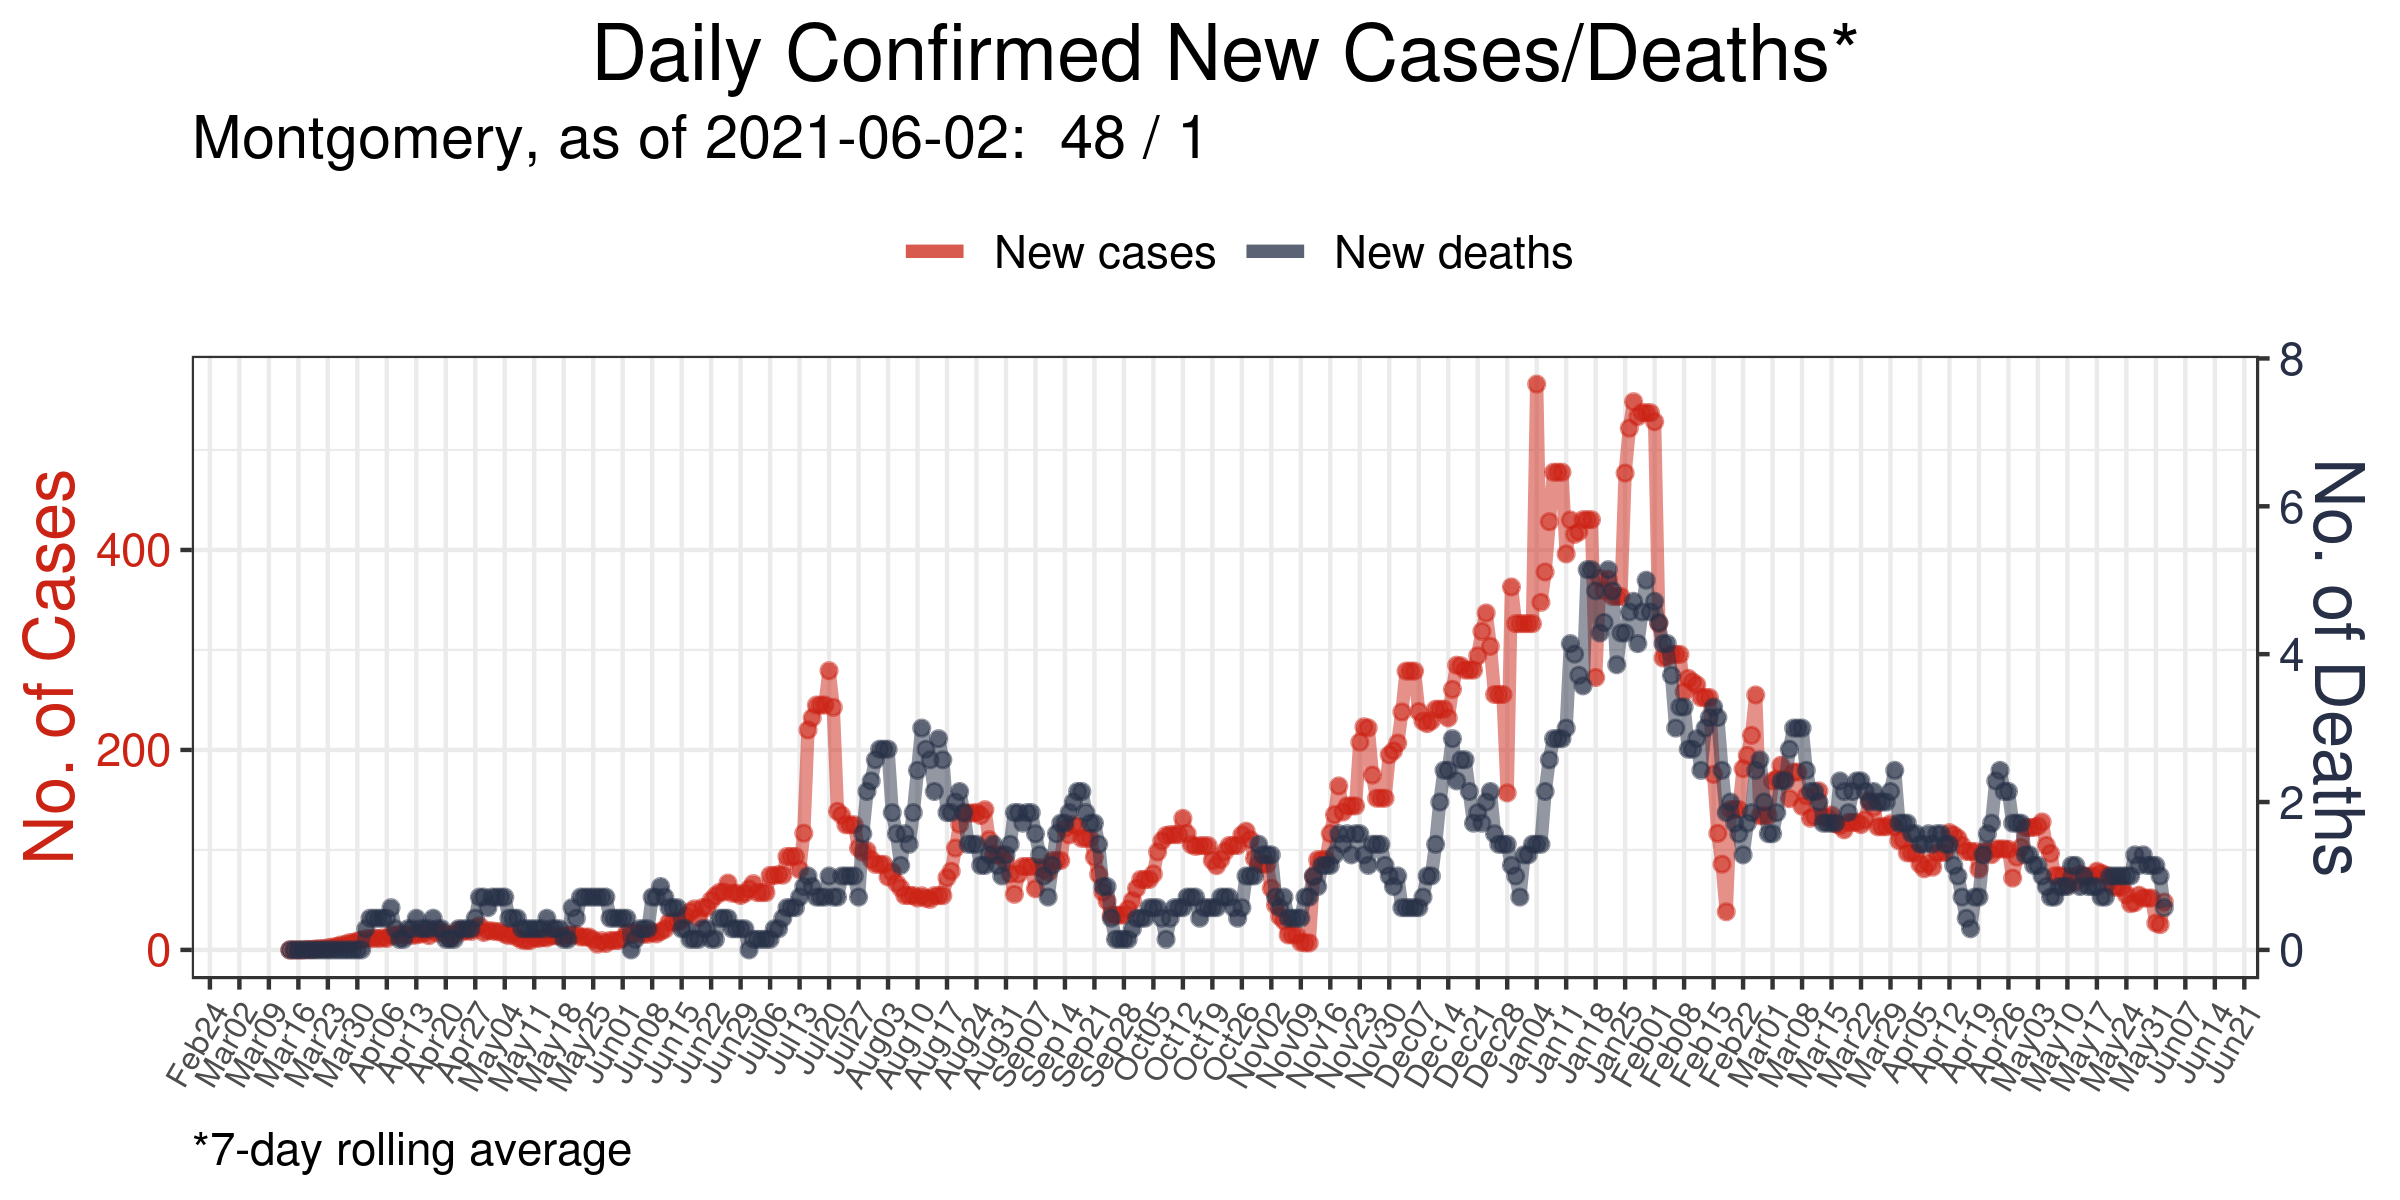 Daily Confirmed New Cases/Deaths*
Montgomery, as of 2021-06-02:  48 / 1
New cases
New deaths
No. of Cases
400
200
0
8
6
4
2
0
No. of Deaths
Feb24
Mar02
Mar09
Mar16
Mar23
Mar30
Apr06
Apr13
Apr20
Apr27
May04
May11
May18
May25
Jun01
Jun08
Jun15
Jun22
Jun29
Jul06
Jul13
Jul20
Jul27
Aug03
Aug10
Aug17
Aug24
Aug31
Sep07
Sep14
Sep21
Sep28
Oct05
Oct12
Oct19
Oct26
Nov02
Nov09
Nov16
Nov23
Nov30
Dec07
Dec14
Dec21
Dec28
Jan04
Jan11
Jan18
Jan25
Feb01
Feb08
Feb15
Feb22
Mar01
Mar08
Mar15
Mar22
Mar29
Apr05
Apr12
Apr19
Apr26
May03
May10
May17
May24
May31
Jun07
Jun14
Jun21
*7-day rolling average